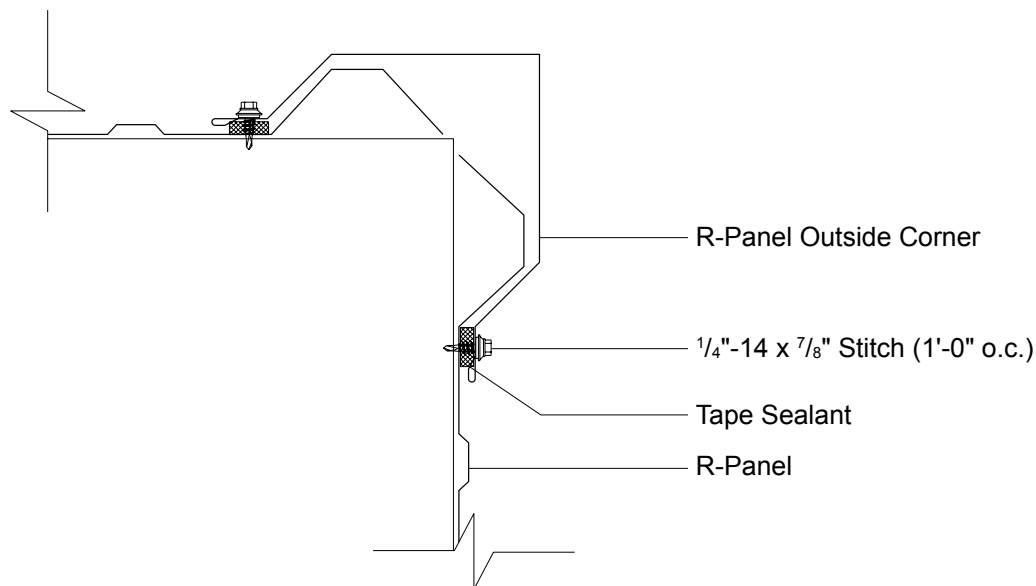 R-Panel Outside Corner
1/4"-14 x 7/8" Stitch (1'-0" o.c.)
Tape Sealant
R-Panel